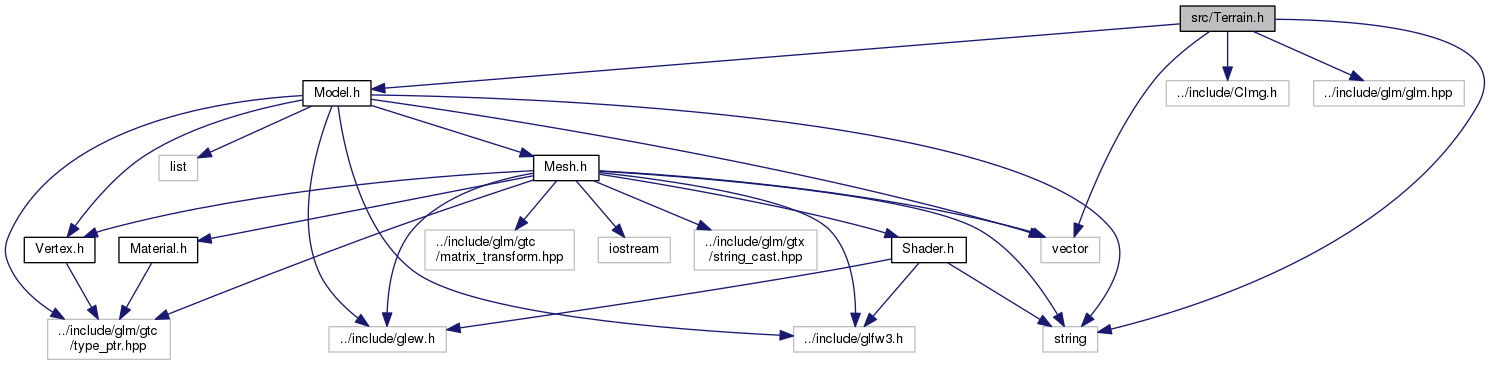 src/Terrain.h
Model.h
../include/CImg.h
../include/glm/glm.hpp
list
Mesh.h
Vertex.h
Material.h
../include/glm/gtc
/matrix_transform.hpp
iostream
../include/glm/gtx
/string_cast.hpp
Shader.h
vector
../include/glm/gtc
/type_ptr.hpp
../include/glew.h
../include/glfw3.h
string